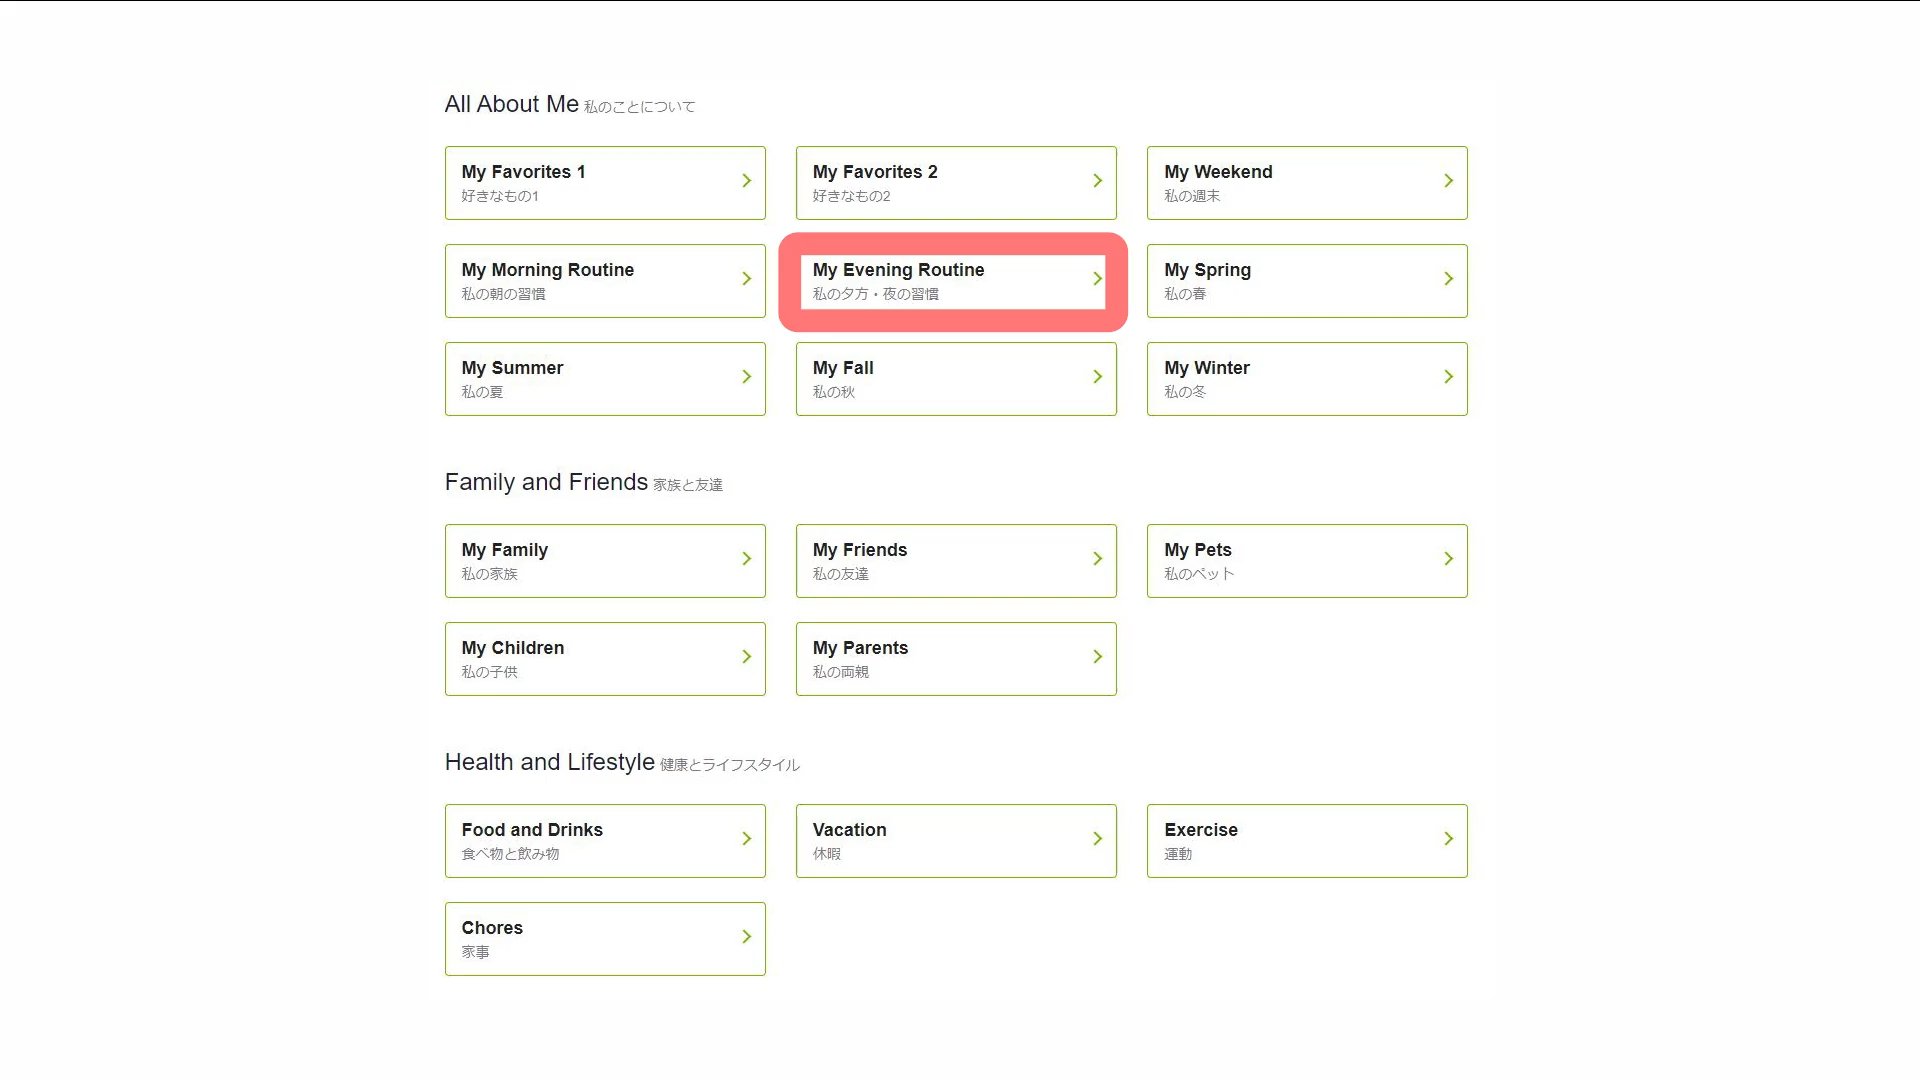 All About Me 私のことについて
My Favorites 1
好きなもの1
My Favorites 2
好きなもの2
My Weekend
私の週末
My Morning Routine
私の朝の習慣
My Evening Routine
私の夕方・夜の習慣
My Spring
私の春
My Summer
私の夏
My Fall
私の秋
My Winter
私の冬
Family and Friends 家族と友達
My Family
私の家族
My Friends
私の友達
My Pets
私のペット
My Children
私の子供
My Parents
私の両親
Health and Lifestyle 健康とライフスタイル
Food and Drinks
食べ物と飲み物
Vacation
休暇
Exercise
運動
Chores
家事